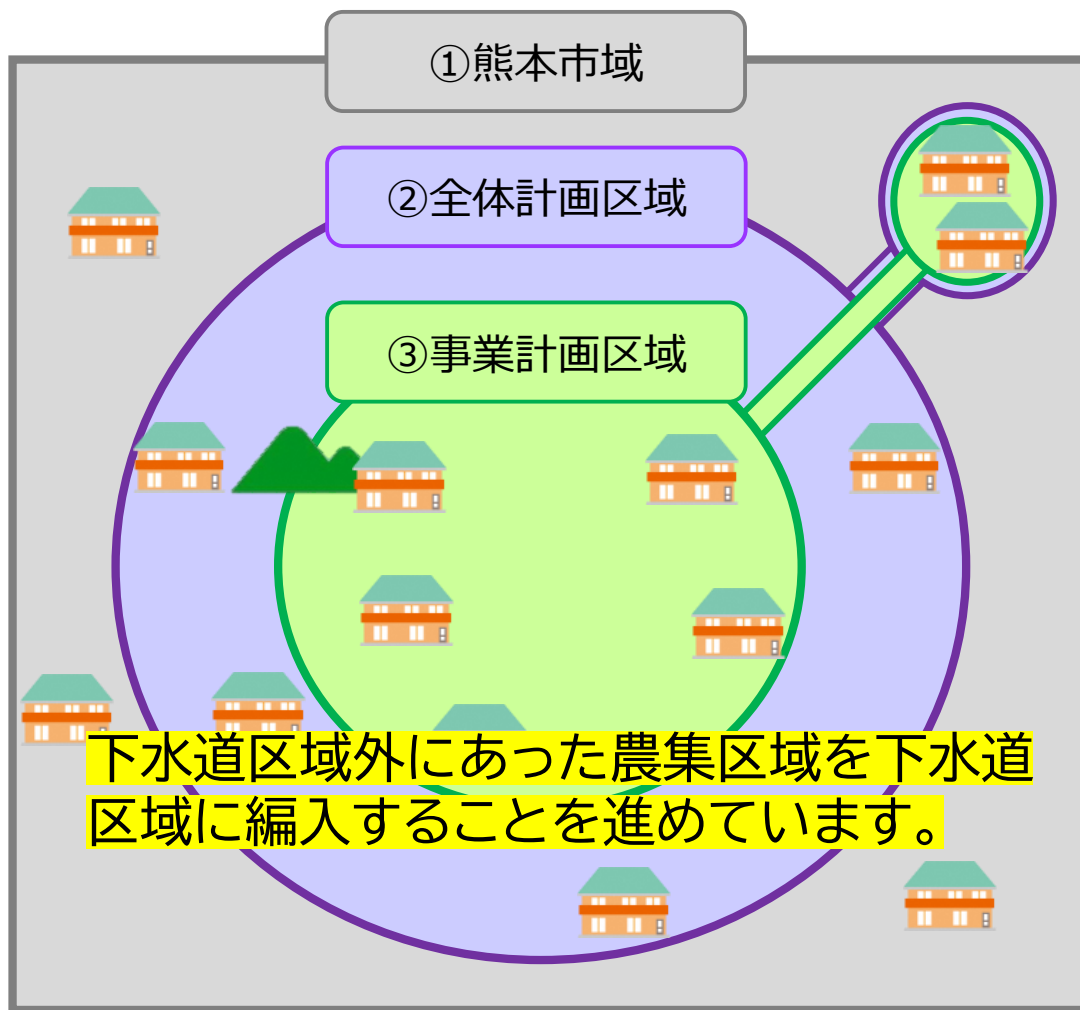 ①熊本市域
②全体計画区域
③事業計画区域
下水道区域外にあった農集区域を下水道
区域に編入することを進めています。